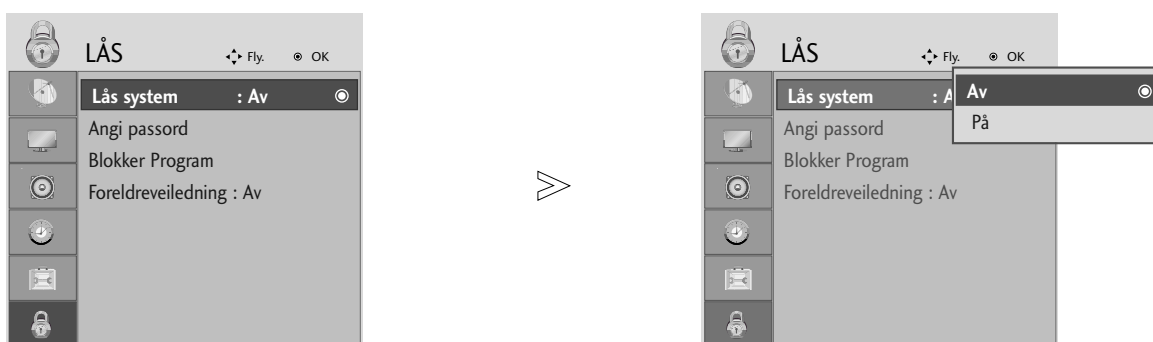 LÅS Fly. OK
Lås system : Av
Angi passord
Blokker Program
Foreldreveiledning : Av
LÅS Fly. OK
Lås system : A
Av
På
Angi passord
Blokker Program
Foreldreveiledning : Av